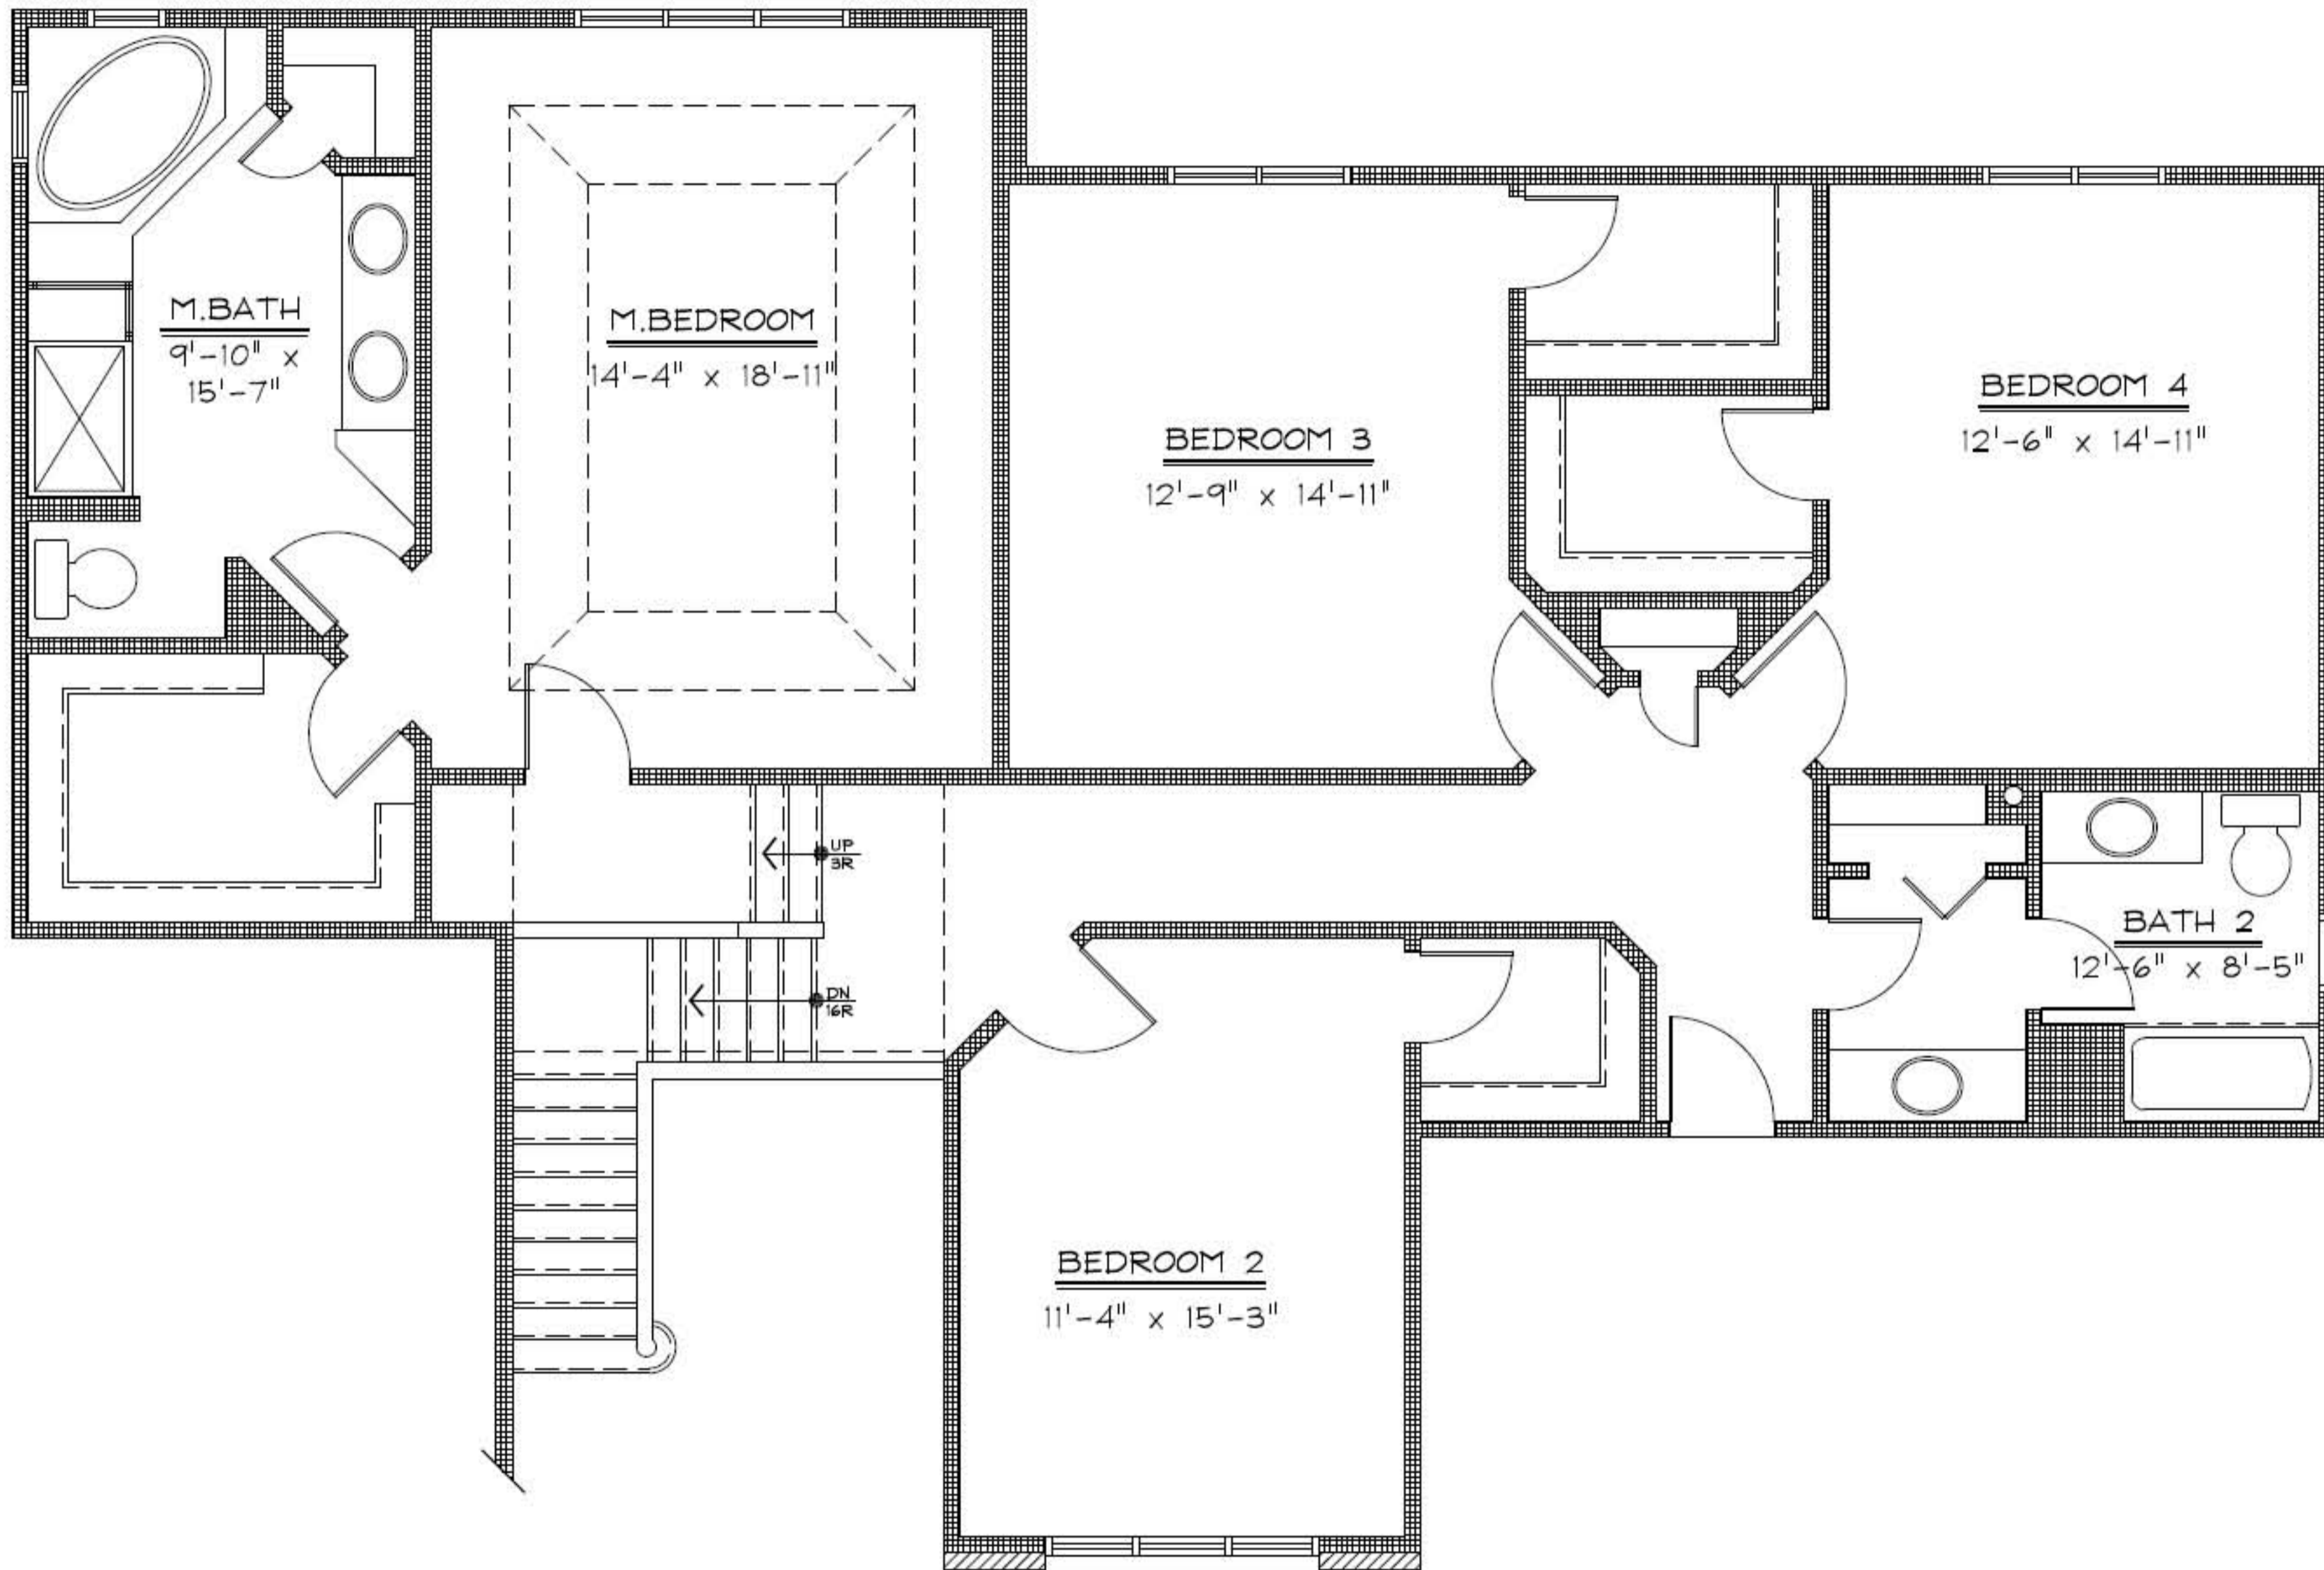 M.BATH
9'-10" x
15'-7"
M.BEDROOM
14'-4" x 18'-11"
BEDROOM 3
12'-9" x 14'-11"
BEDROOM 4
12'-6" x 14'-11"
UP
3R
DN
16R
BATH 2
12'-6" x 8'-5"
BEDROOM 2
11'-4" x 15'-3"